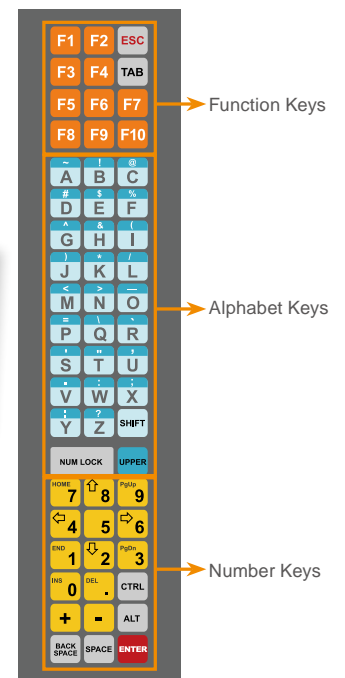 F1 F2 ESC
F3 F4 TAB
F5 F6 F7
Function Keys
F8 F9 F10
~ ! @
A B C
# $ %
D E F
^ & (
G H I
) * /
J K L
< > —
M N O
Alphabet Keys
= \ `
P Q R
' " ,
S T U
. : ;
V W X
¦ ?
Y Z SHIFT
NUM LOCK UPPER
HOME 7 8 PgUp 9
4 5 6
END 1 2 PgDn 3
Number Keys
INS 0 DEL . CTRL
+ - ALT
BACK SPACE SPACE ENTER